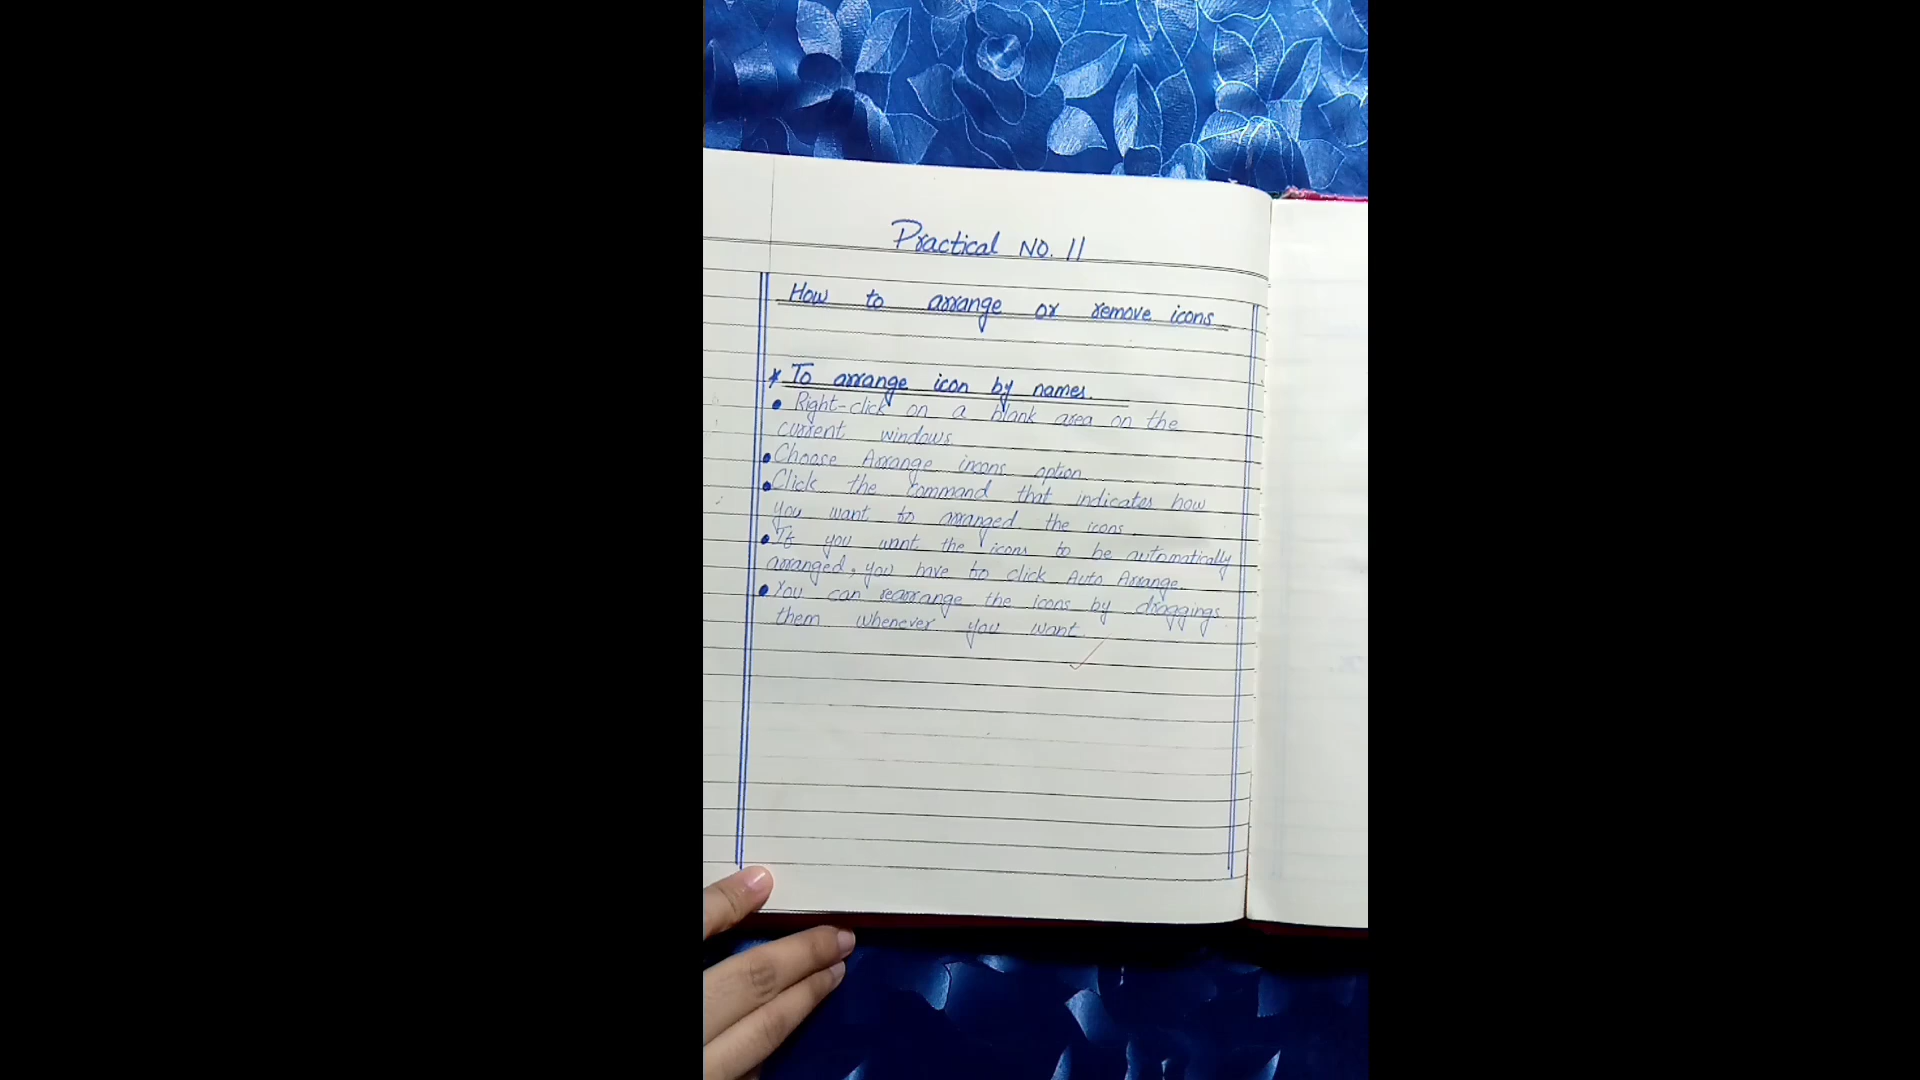 Practical NO. 11
How to arrange or remove icons
* To arrange icon by names.
• Right-click on a blank area on the
current windows
• Choose Arrange incons option
• Click the command that indicates how
you want to arranged the icons.
• If you want the icons to be automatically
arranged, you have to click Auto Arrange.
• You can rearrange the icons by draggings
them whenever you want.